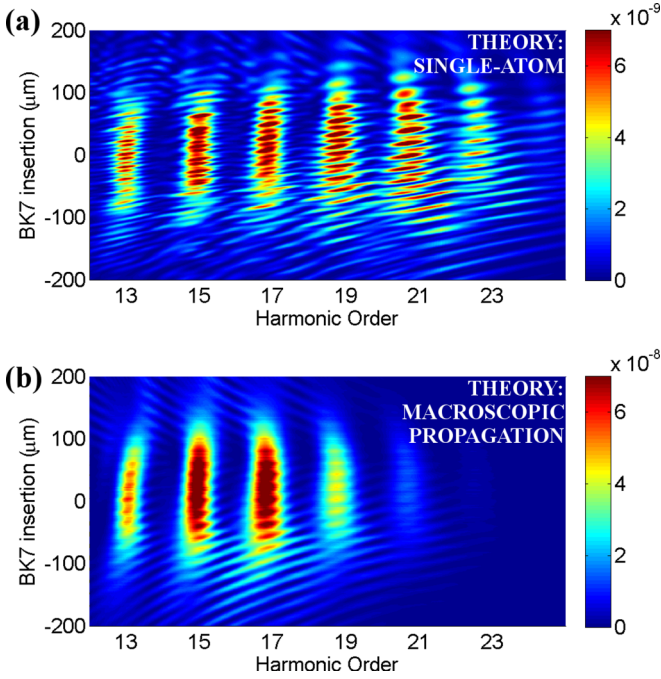 (a)
THEORY:
SINGLE-ATOM
x 10^-9
BK7 insertion (μm)
200
100
0
-100
-200
13 15 17 19 21 23
Harmonic Order
6
4
2
0
(b)
THEORY:
MACROSCOPIC
PROPAGATION
x 10^-8
BK7 insertion (μm)
200
100
0
-100
-200
13 15 17 19 21 23
Harmonic Order
6
4
2
0